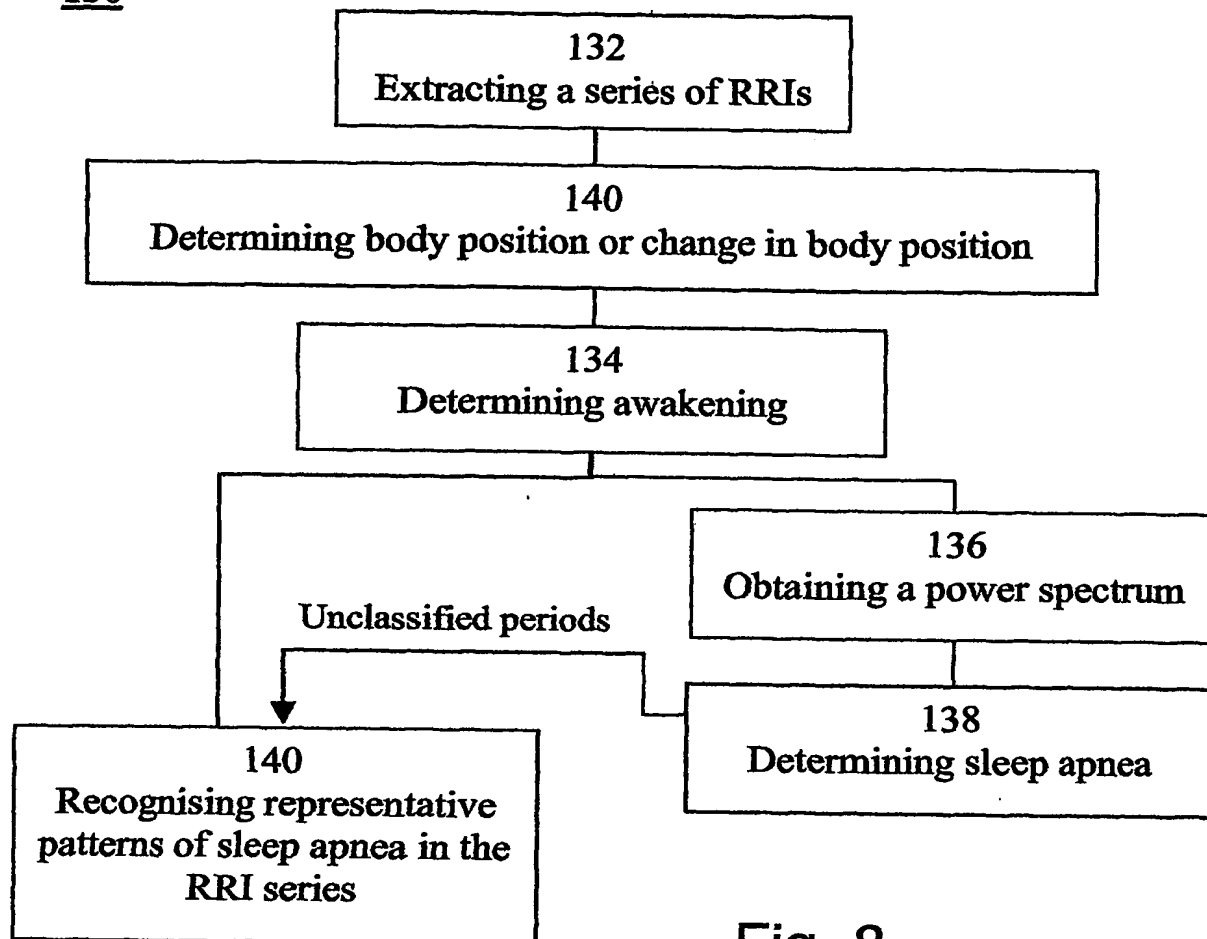 132
Extracting a series of RRIs
140
Determining body position or change in body position
134
Determining awakening
136
Obtaining a power spectrum
Unclassified periods
138
Determining sleep apnea
140
Recognising representative
patterns of sleep apnea in the
RRI series